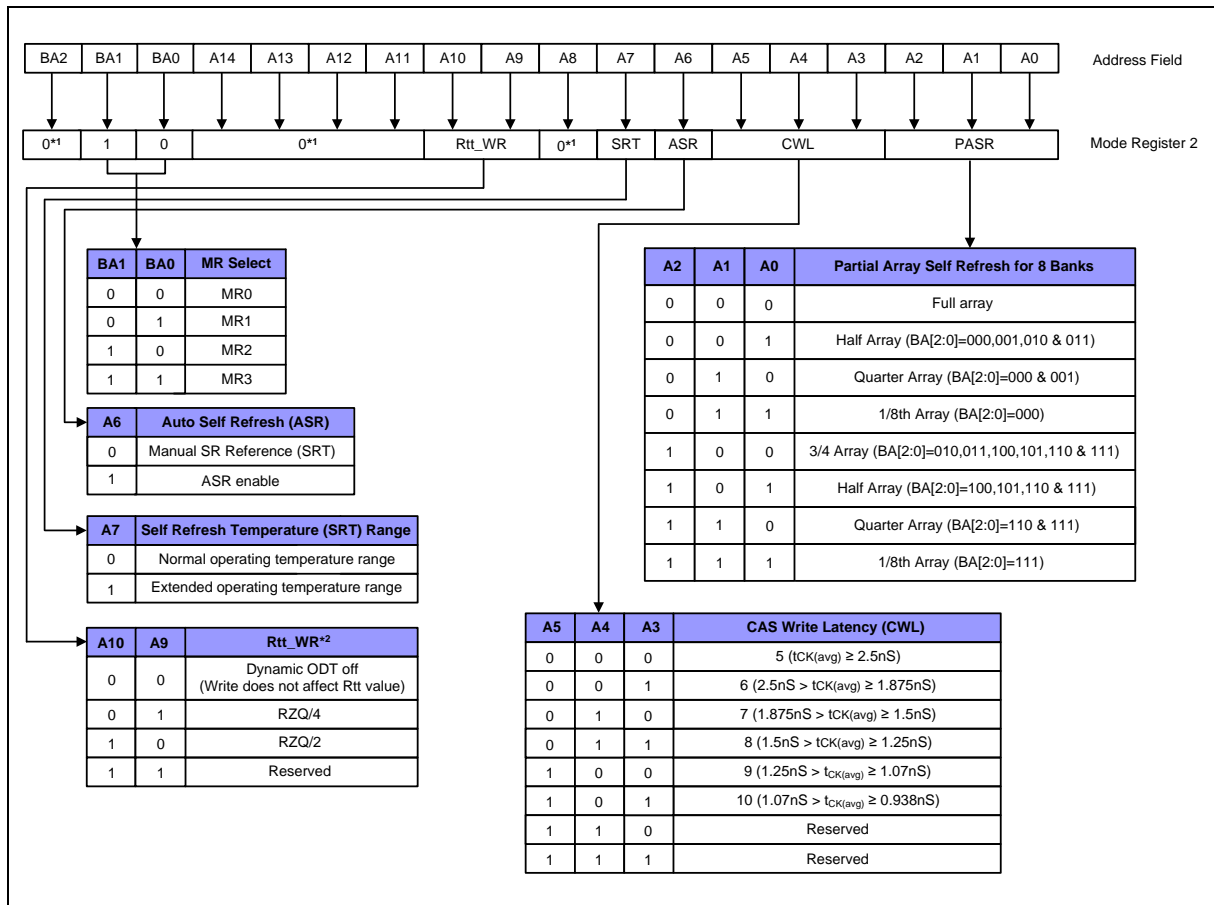 BA2 BA1 BA0 A14 A13 A12 A11 A10 A9 A8 A7 A6 A5 A4 A3 A2 A1 A0 Address Field
0*1 1 0 0*1 Rtt_WR 0*1 SRT ASR CWL PASR Mode Register 2
BA1 BA0 MR Select
0 0 MR0
0 1 MR1
1 0 MR2
1 1 MR3
A6 Auto Self Refresh (ASR)
0 Manual SR Reference (SRT)
1 ASR enable
A7 Self Refresh Temperature (SRT) Range
0 Normal operating temperature range
1 Extended operating temperature range
A10 A9 Rtt_WR*2
0 0 Dynamic ODT off
(Write does not affect Rtt value)
0 1 RZQ/4
1 0 RZQ/2
1 1 Reserved
A2 A1 A0 Partial Array Self Refresh for 8 Banks
0 0 0 Full array
0 0 1 Half Array (BA[2:0]=000,001,010 & 011)
0 1 0 Quarter Array (BA[2:0]=000 & 001)
0 1 1 1/8th Array (BA[2:0]=000)
1 0 0 3/4 Array (BA[2:0]=010,011,100,101,110 & 111)
1 0 1 Half Array (BA[2:0]=100,101,110 & 111)
1 1 0 Quarter Array (BA[2:0]=110 & 111)
1 1 1 1/8th Array (BA[2:0]=111)
A5 A4 A3 CAS Write Latency (CWL)
0 0 0 5 (tCK(avg) ≥ 2.5nS)
0 0 1 6 (2.5nS > tCK(avg) ≥ 1.875nS)
0 1 0 7 (1.875nS > tCK(avg) ≥ 1.5nS)
0 1 1 8 (1.5nS > tCK(avg) ≥ 1.25nS)
1 0 0 9 (1.25nS > tCK(avg) ≥ 1.07nS)
1 0 1 10 (1.07nS > tCK(avg) ≥ 0.938nS)
1 1 0 Reserved
1 1 1 Reserved